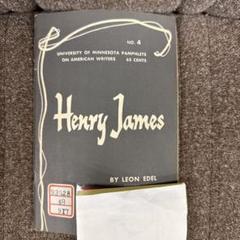 NO. 4
UNIVERSITY OF MINNESOTA PAMPHLETS
ON AMERICAN WRITERS 65 CENTS
Henry James
BY LEON EDEL